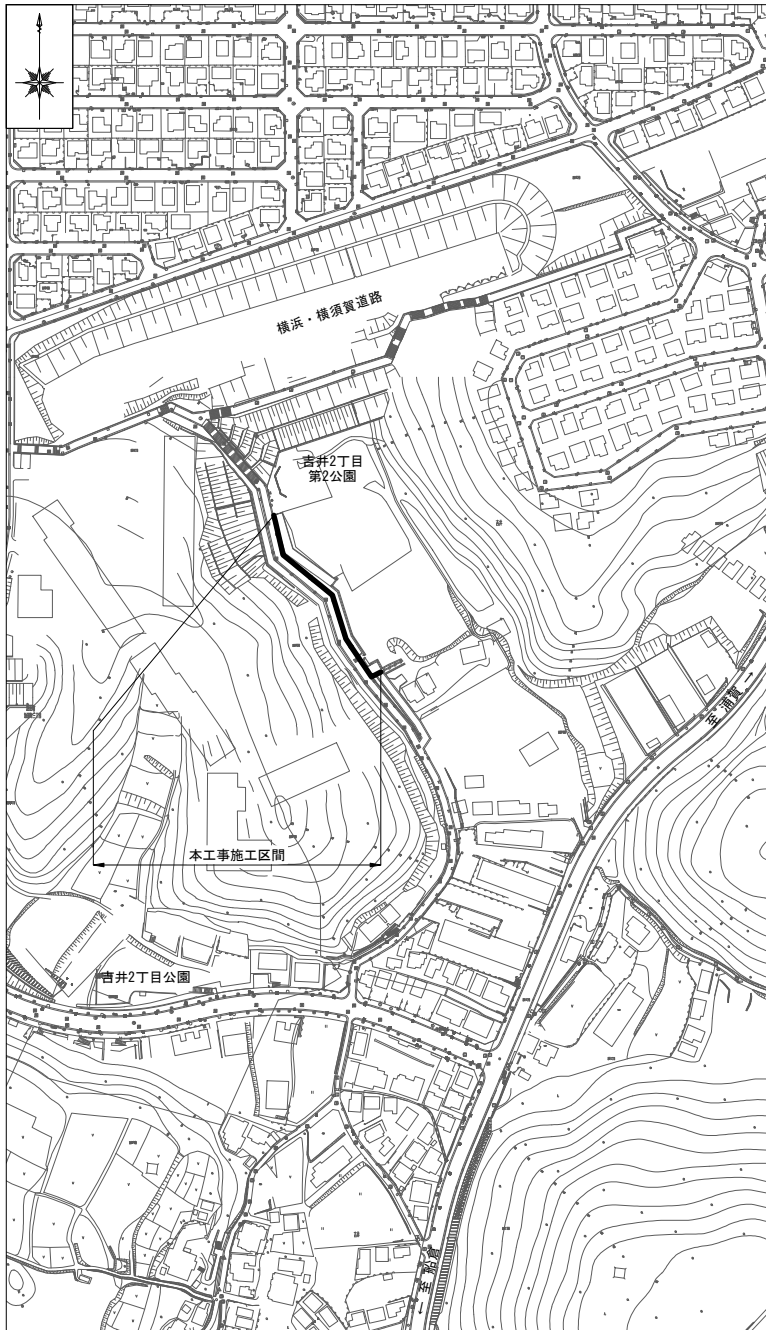 横浜・横須賀道路
吉井2丁目
第2公園
至 浦賀 →
本工事施工区間
吉井2丁目公園
← 至 船倉